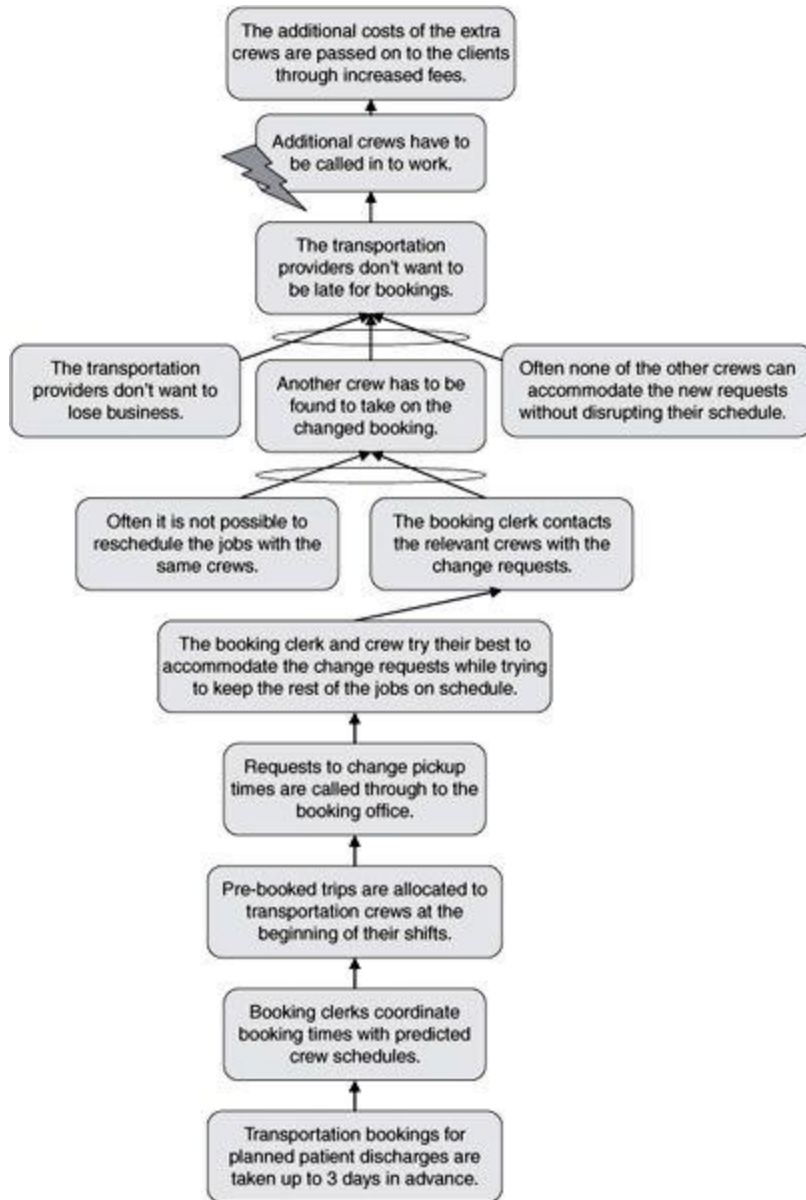 The additional costs of the extra
crews are passed on to the clients
through increased fees.
Additional crews have to
be called in to work.
The transportation
providers don't want to
be late for bookings.
The transportation
providers don't want to
lose business.
Another crew has to be
found to take on the
changed booking.
Often none of the other crews can
accommodate the new requests
without disrupting their schedule.
Often it is not possible to
reschedule the jobs with the
same crews.
The booking clerk contacts
the relevant crews with the
change requests.
The booking clerk and crew try their best to
accommodate the change requests while trying
to keep the rest of the jobs on schedule.
Requests to change pickup
times are called through to the
booking office.
Pre-booked trips are allocated to
transportation crews at the
beginning of their shifts.
Booking clerks coordinate
booking times with predicted
crew schedules.
Transportation bookings for
planned patient discharges are
taken up to 3 days in advance.